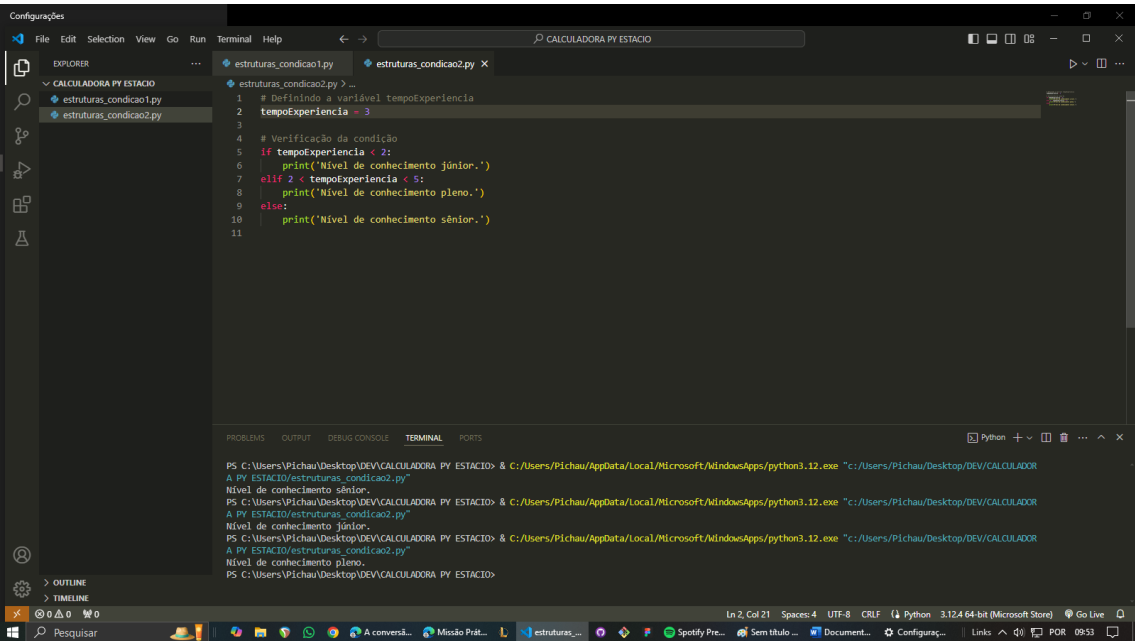 Configurações
File Edit Selection View Go Run Terminal Help
CALCULADORA PY ESTACIO
EXPLORER
CALCULADORA PY ESTACIO
estruturas_condicao1.py
estruturas_condicao2.py
OUTLINE
TIMELINE
estruturas_condicao1.py estruturas_condicao2.py
estruturas_condicao2.py > ...
1 # Definindo a variável tempoExperiencia
2 tempoExperiencia = 3
3
4 # Verificação da condição
5 if tempoExperiencia < 2:
6 print('Nível de conhecimento júnior.')
7 elif 2 < tempoExperiencia < 5:
8 print('Nível de conhecimento pleno.')
9 else:
10 print('Nível de conhecimento sênior.')
11
PROBLEMS OUTPUT DEBUG CONSOLE TERMINAL PORTS
Python
PS C:\Users\Pichau\Desktop\DEV\CALCULADORA PY ESTACIO> & C:/Users/Pichau/AppData/Local/Microsoft/WindowsApps/python3.12.exe "c:/Users/Pichau/Desktop/DEV/CALCULADOR
A PY ESTACIO/estruturas_condicao2.py"
Nível de conhecimento sênior.
PS C:\Users\Pichau\Desktop\DEV\CALCULADORA PY ESTACIO> & C:/Users/Pichau/AppData/Local/Microsoft/WindowsApps/python3.12.exe "c:/Users/Pichau/Desktop/DEV/CALCULADOR
A PY ESTACIO/estruturas_condicao2.py"
Nível de conhecimento júnior.
PS C:\Users\Pichau\Desktop\DEV\CALCULADORA PY ESTACIO> & C:/Users/Pichau/AppData/Local/Microsoft/WindowsApps/python3.12.exe "c:/Users/Pichau/Desktop/DEV/CALCULADOR
A PY ESTACIO/estruturas_condicao2.py"
Nível de conhecimento pleno.
PS C:\Users\Pichau\Desktop\DEV\CALCULADORA PY ESTACIO>
0 0 0 Ln 2, Col 21 Spaces: 4 UTF-8 CRLF Python 3.12.4 64-bit (Microsoft Store) Go Live
Pesquisar A conversã... Missão Prát... estruturas_... Spotify Pre... Sem título ... Document... Configuraç... Links POR 09:53